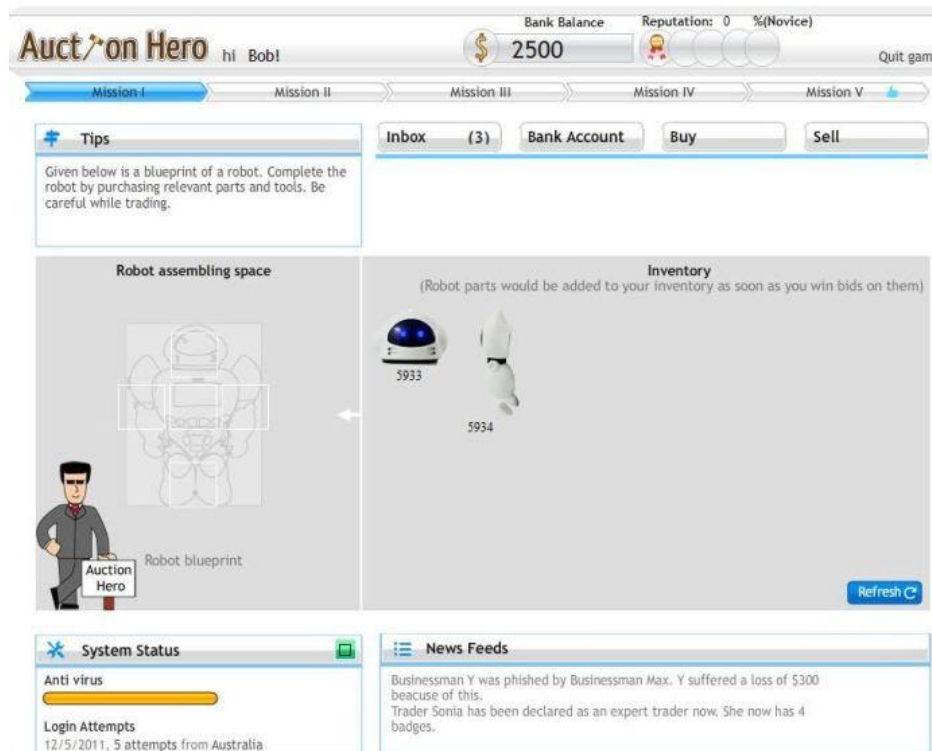 Bank Balance
Reputation: 0 %(Novice)
Auction Hero hi Bob!
$ 2500
Quit gam
Mission I
Mission II
Mission III
Mission IV
Mission V
Tips
Inbox (3)
Bank Account
Buy
Sell
Given below is a blueprint of a robot. Complete the
robot by purchasing relevant parts and tools. Be
careful while trading.
Robot assembling space
Inventory
(Robot parts would be added to your inventory as soon as you win bids on them)
5933
5934
Robot blueprint
Auction
Hero
Refresh
System Status
Anti virus
Login Attempts
12/5/2011, 5 attempts from Australia
News Feeds
Businessman Y was phished by Businessman Max. Y suffered a loss of $300
beacuse of this.
Trader Sonia has been declared as an expert trader now. She now has 4
badges.